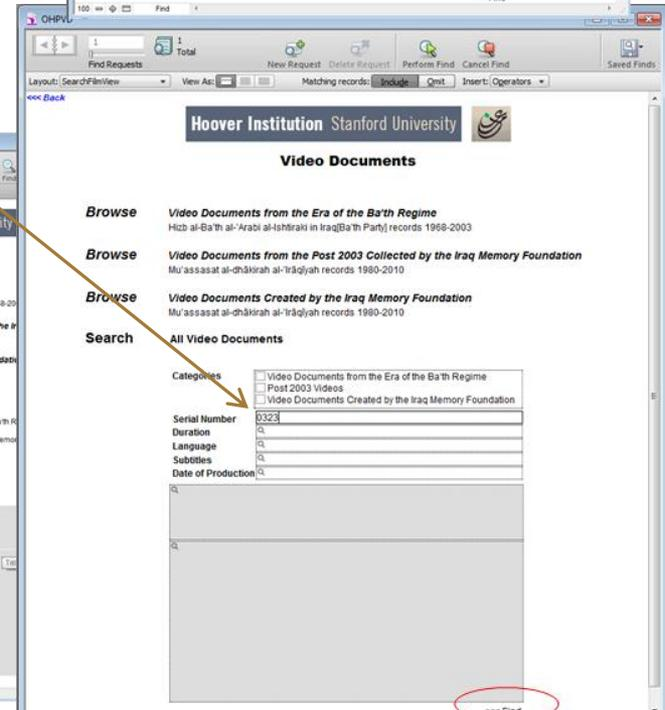 100 Find
OHPVD
1
1
Total
Find Requests
New Request Delete Request Perform Find Cancel Find
Saved Finds
Layout: SearchFilmView View As: Matching records: Include Omit Insert: Operators
<<< Back
Hoover Institution Stanford University
Video Documents
Browse Video Documents from the Era of the Ba'th Regime
Hizb al-Ba'th al-'Arabi al-Ishtiraki in Iraq[Ba'th Party] records 1968-2003
Browse Video Documents from the Post 2003 Collected by the Iraq Memory Foundation
Mu'assasat al-dhākirah al-'Irāqīyah records 1980-2010
Browse Video Documents Created by the Iraq Memory Foundation
Mu'assasat al-dhākirah al-'Irāqīyah records 1980-2010
Search All Video Documents
Categories Video Documents from the Era of the Ba'th Regime
Post 2003 Videos
Video Documents Created by the Iraq Memory Foundation
Serial Number 0323
Duration
Language
Subtitles
Date of Production